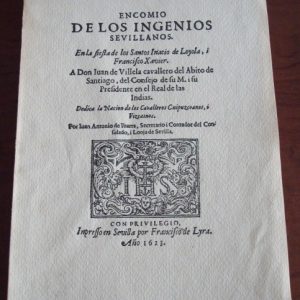 ENCOMIO
DE LOS INGENIOS
SEVILLANOS.
En la fiesta de los Santos Inacio de Loyola, i
Francisco Xavier.
A Don Iuan de Villela cavallero del Abito de
Santiago, del Consejo de su M. i su
Presidente en el Real de las
Indias.
Dedica la Nacion de los Cavalleros Guipuzcoanos, i
Vizcainos.
Por Iuan Antonio de Ibarra, Secretario i Contador del Con-
sulado, i Lonja de Sevilla.
IHS
CON PRIVILEGIO,
Impresso en Sevilla por Francisco de Lyra.
Año 1623.